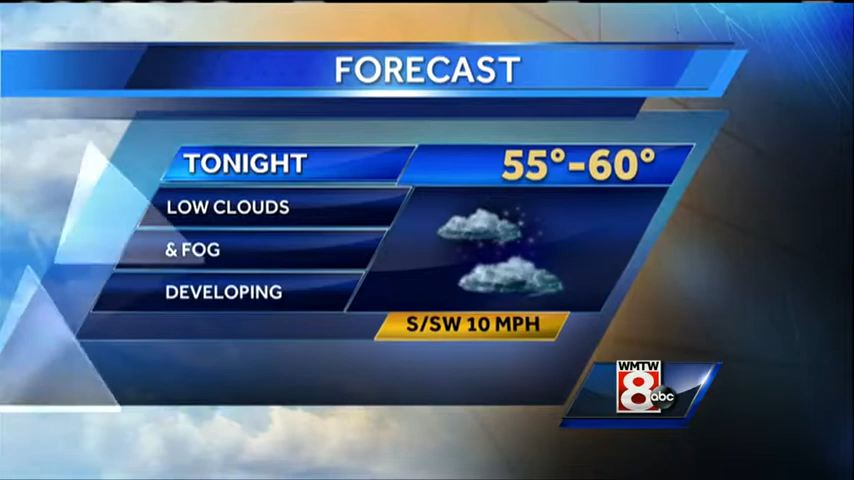 FORECAST
TONIGHT 55°-60°
LOW CLOUDS
& FOG
DEVELOPING
S/SW 10 MPH
WMTW
8
abc